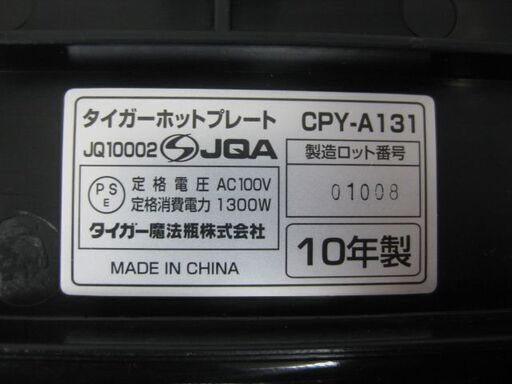 タイガーホットプレート CPY-A131
JQ10002 JQA 製造ロット番号
01008
PS
E
定格電圧 AC100V
定格消費電力 1300W
タイガー魔法瓶株式会社
10年製
MADE IN CHINA